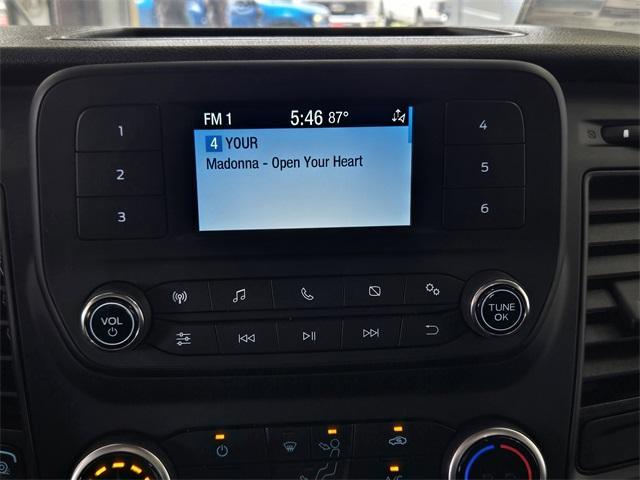 FM 1 5:46 87°
4 YOUR
Madonna - Open Your Heart
1
2
3
4
5
6
VOL
TUNE
OK
A/C